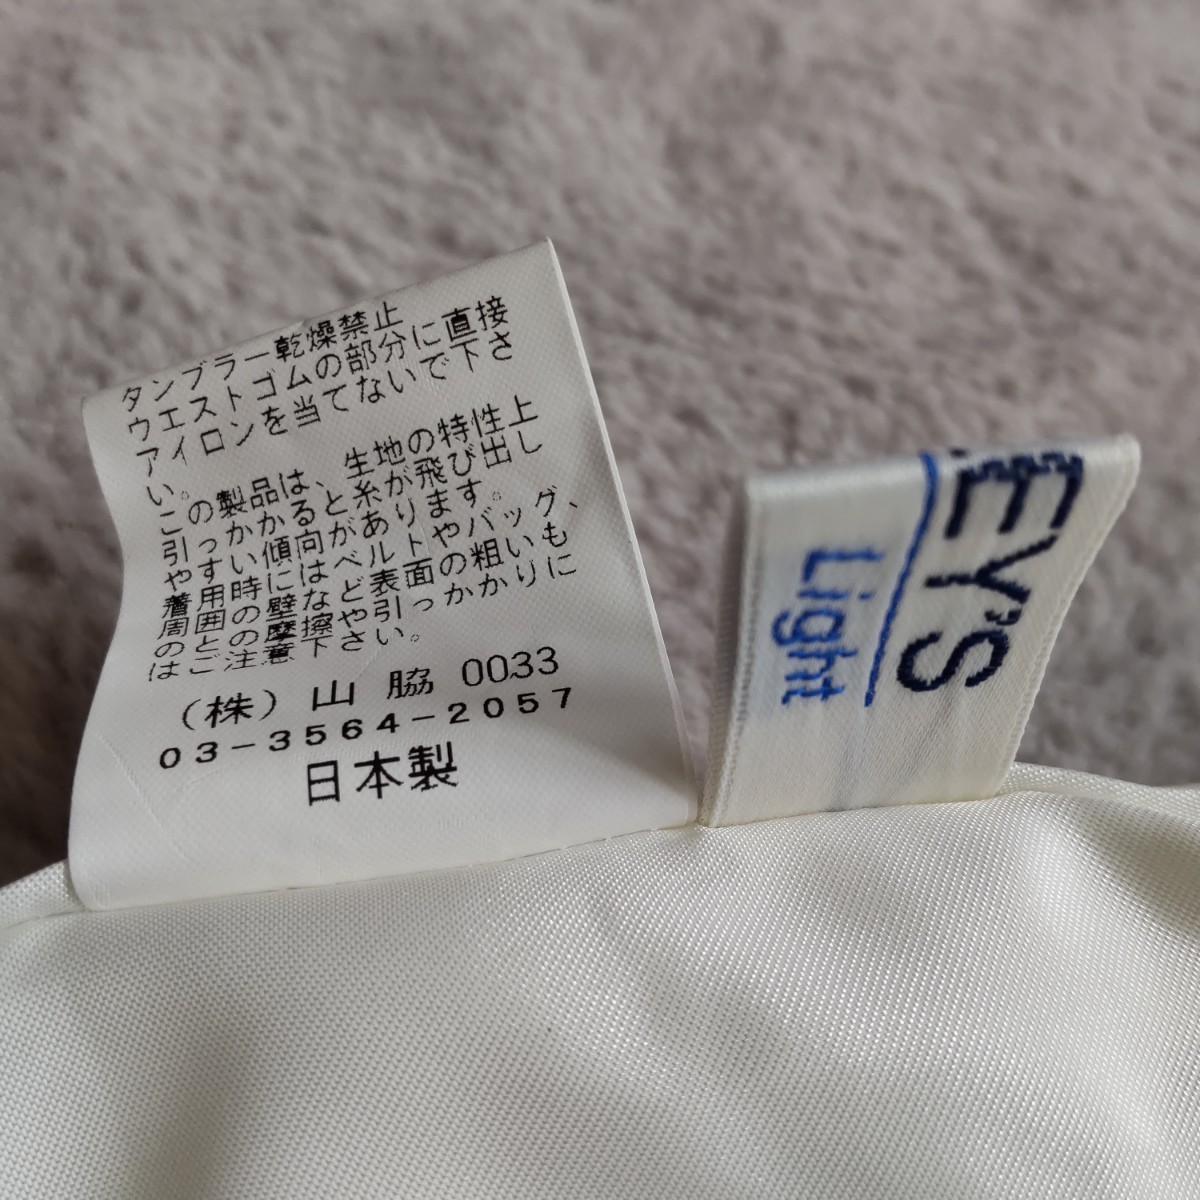 タンブラー乾燥禁止
ウエストゴムの部分に直接
アイロンを当てないで下さ
い。
この製品は、生地の特性上
引っかかると糸が飛び出し
やすい傾向があります。
着用時にはベルトやバッグ、
周囲の壁など表面の粗いも
のとの摩擦や引っかかりに
はご注意下さい。
（株）山脇 0033
03-3564-2057
日本製
EY'S
Light